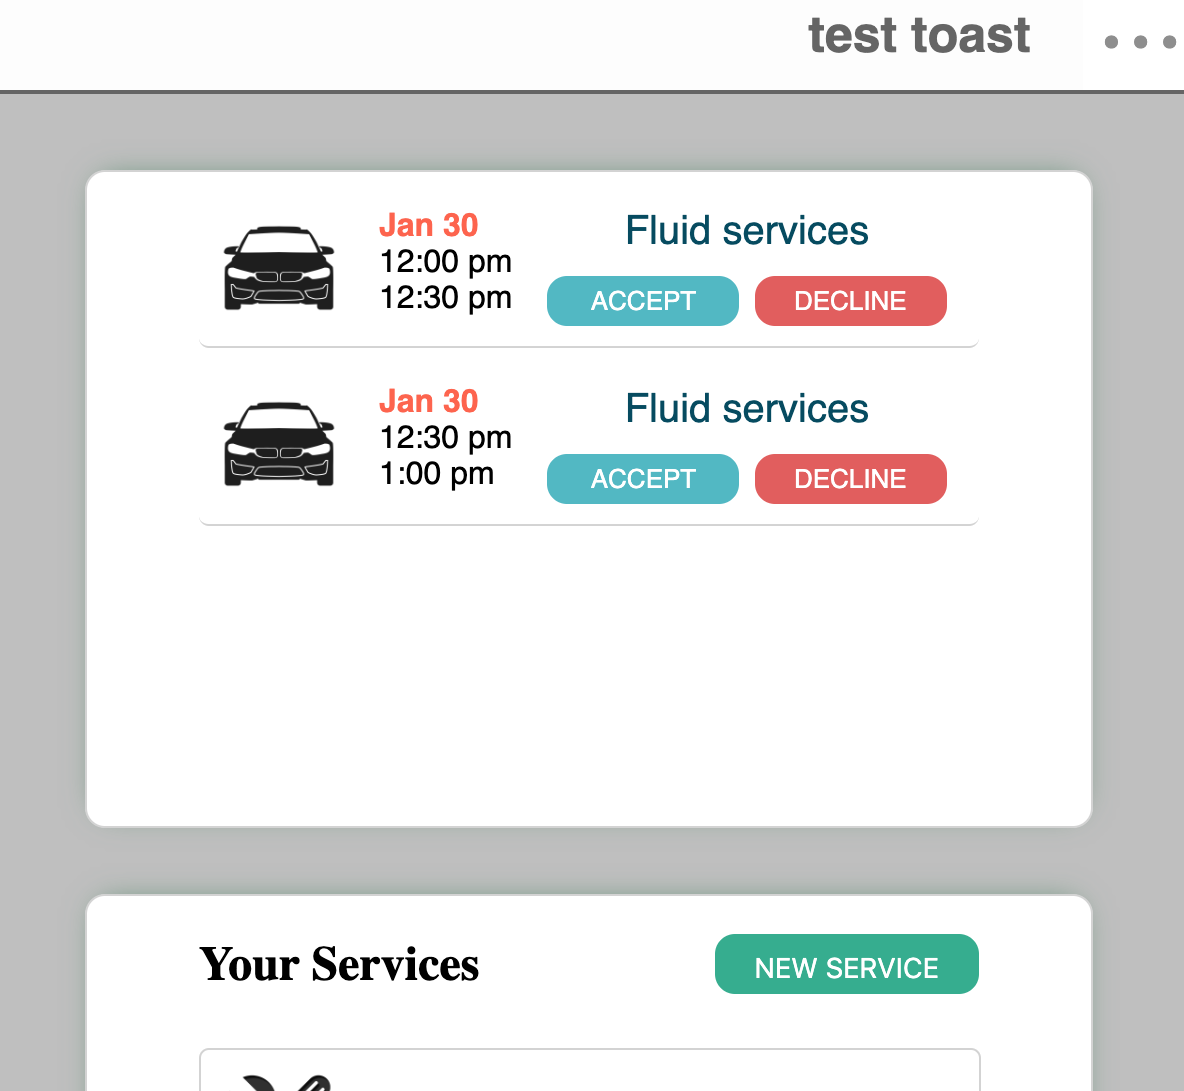 test toast
Jan 30
12:00 pm
12:30 pm
Fluid services
ACCEPT DECLINE
Jan 30
12:30 pm
1:00 pm
Fluid services
ACCEPT DECLINE
Your Services
NEW SERVICE